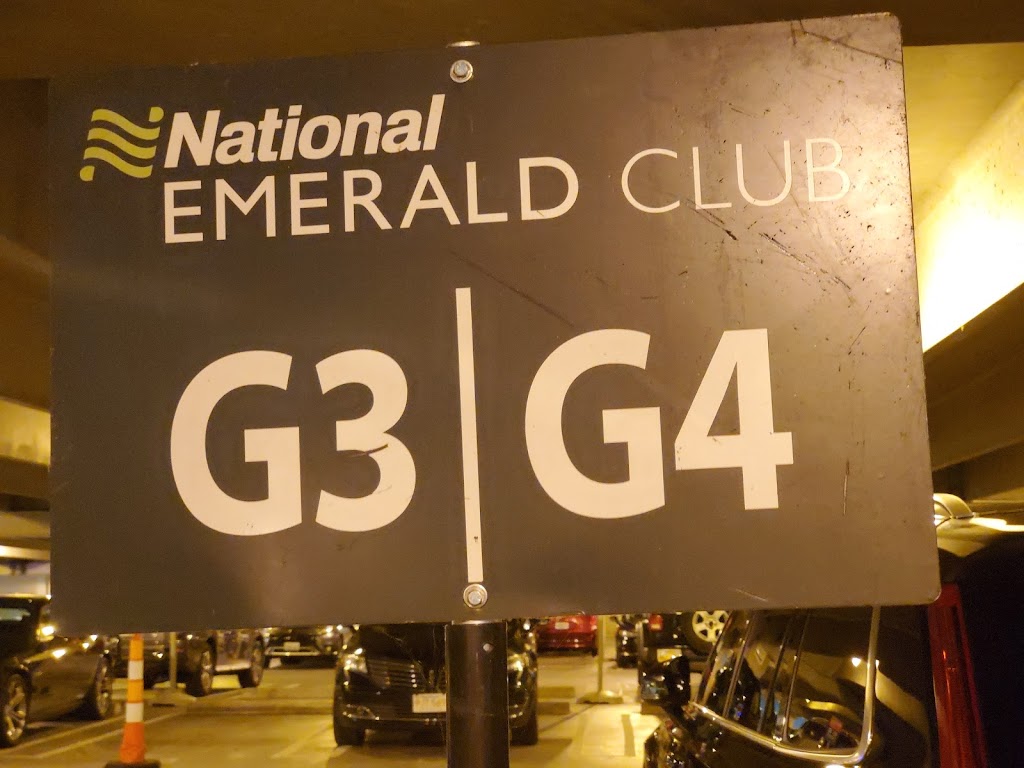 National
EMERALD CLUB
G3 | G4